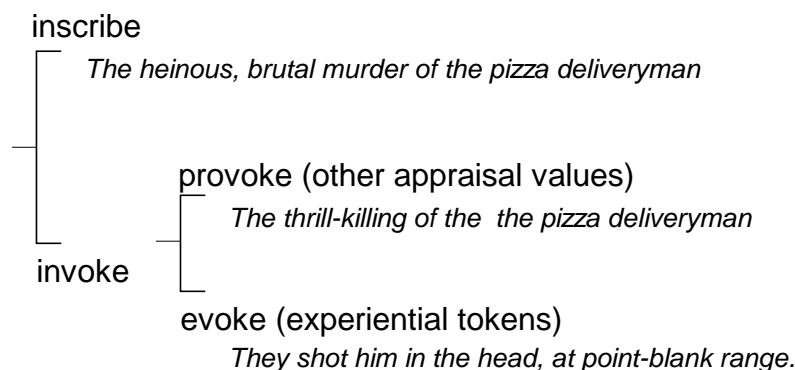 inscribe
The heinous, brutal murder of the pizza deliveryman
provoke (other appraisal values)
The thrill-killing of the the pizza deliveryman
invoke
evoke (experiential tokens)
They shot him in the head, at point-blank range.